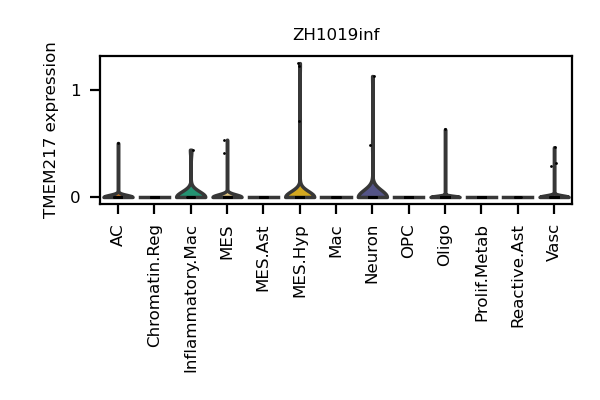 ZH1019inf
TMEM217 expression
1
0
AC
Chromatin.Reg
Inflammatory.Mac
MES
MES.Ast
MES.Hyp
Mac
Neuron
OPC
Oligo
Prolif.Metab
Reactive.Ast
Vasc